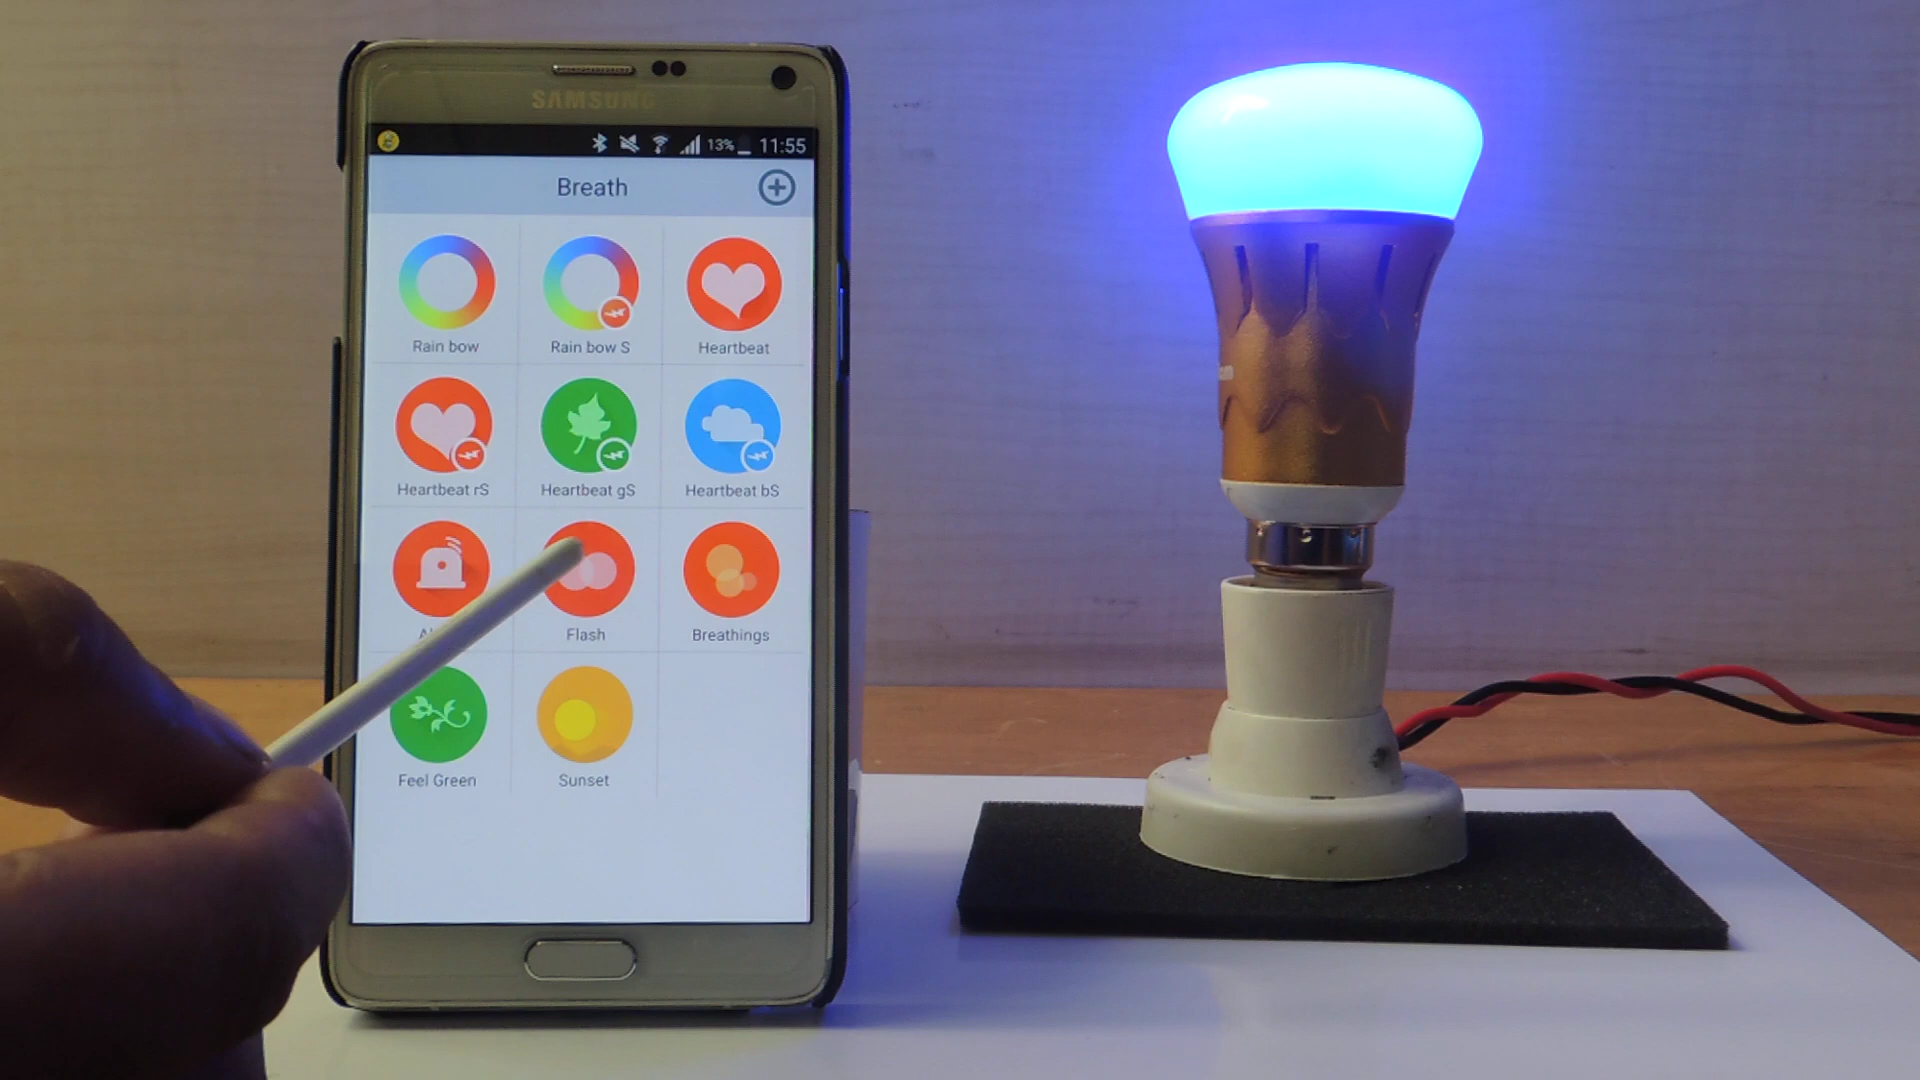 SAMSUNG
13% 11:55
Breath
Rain bow
Rain bow S
Heartbeat
Heartbeat rS
Heartbeat gS
Heartbeat bS
Flash
Breathings
Feel Green
Sunset